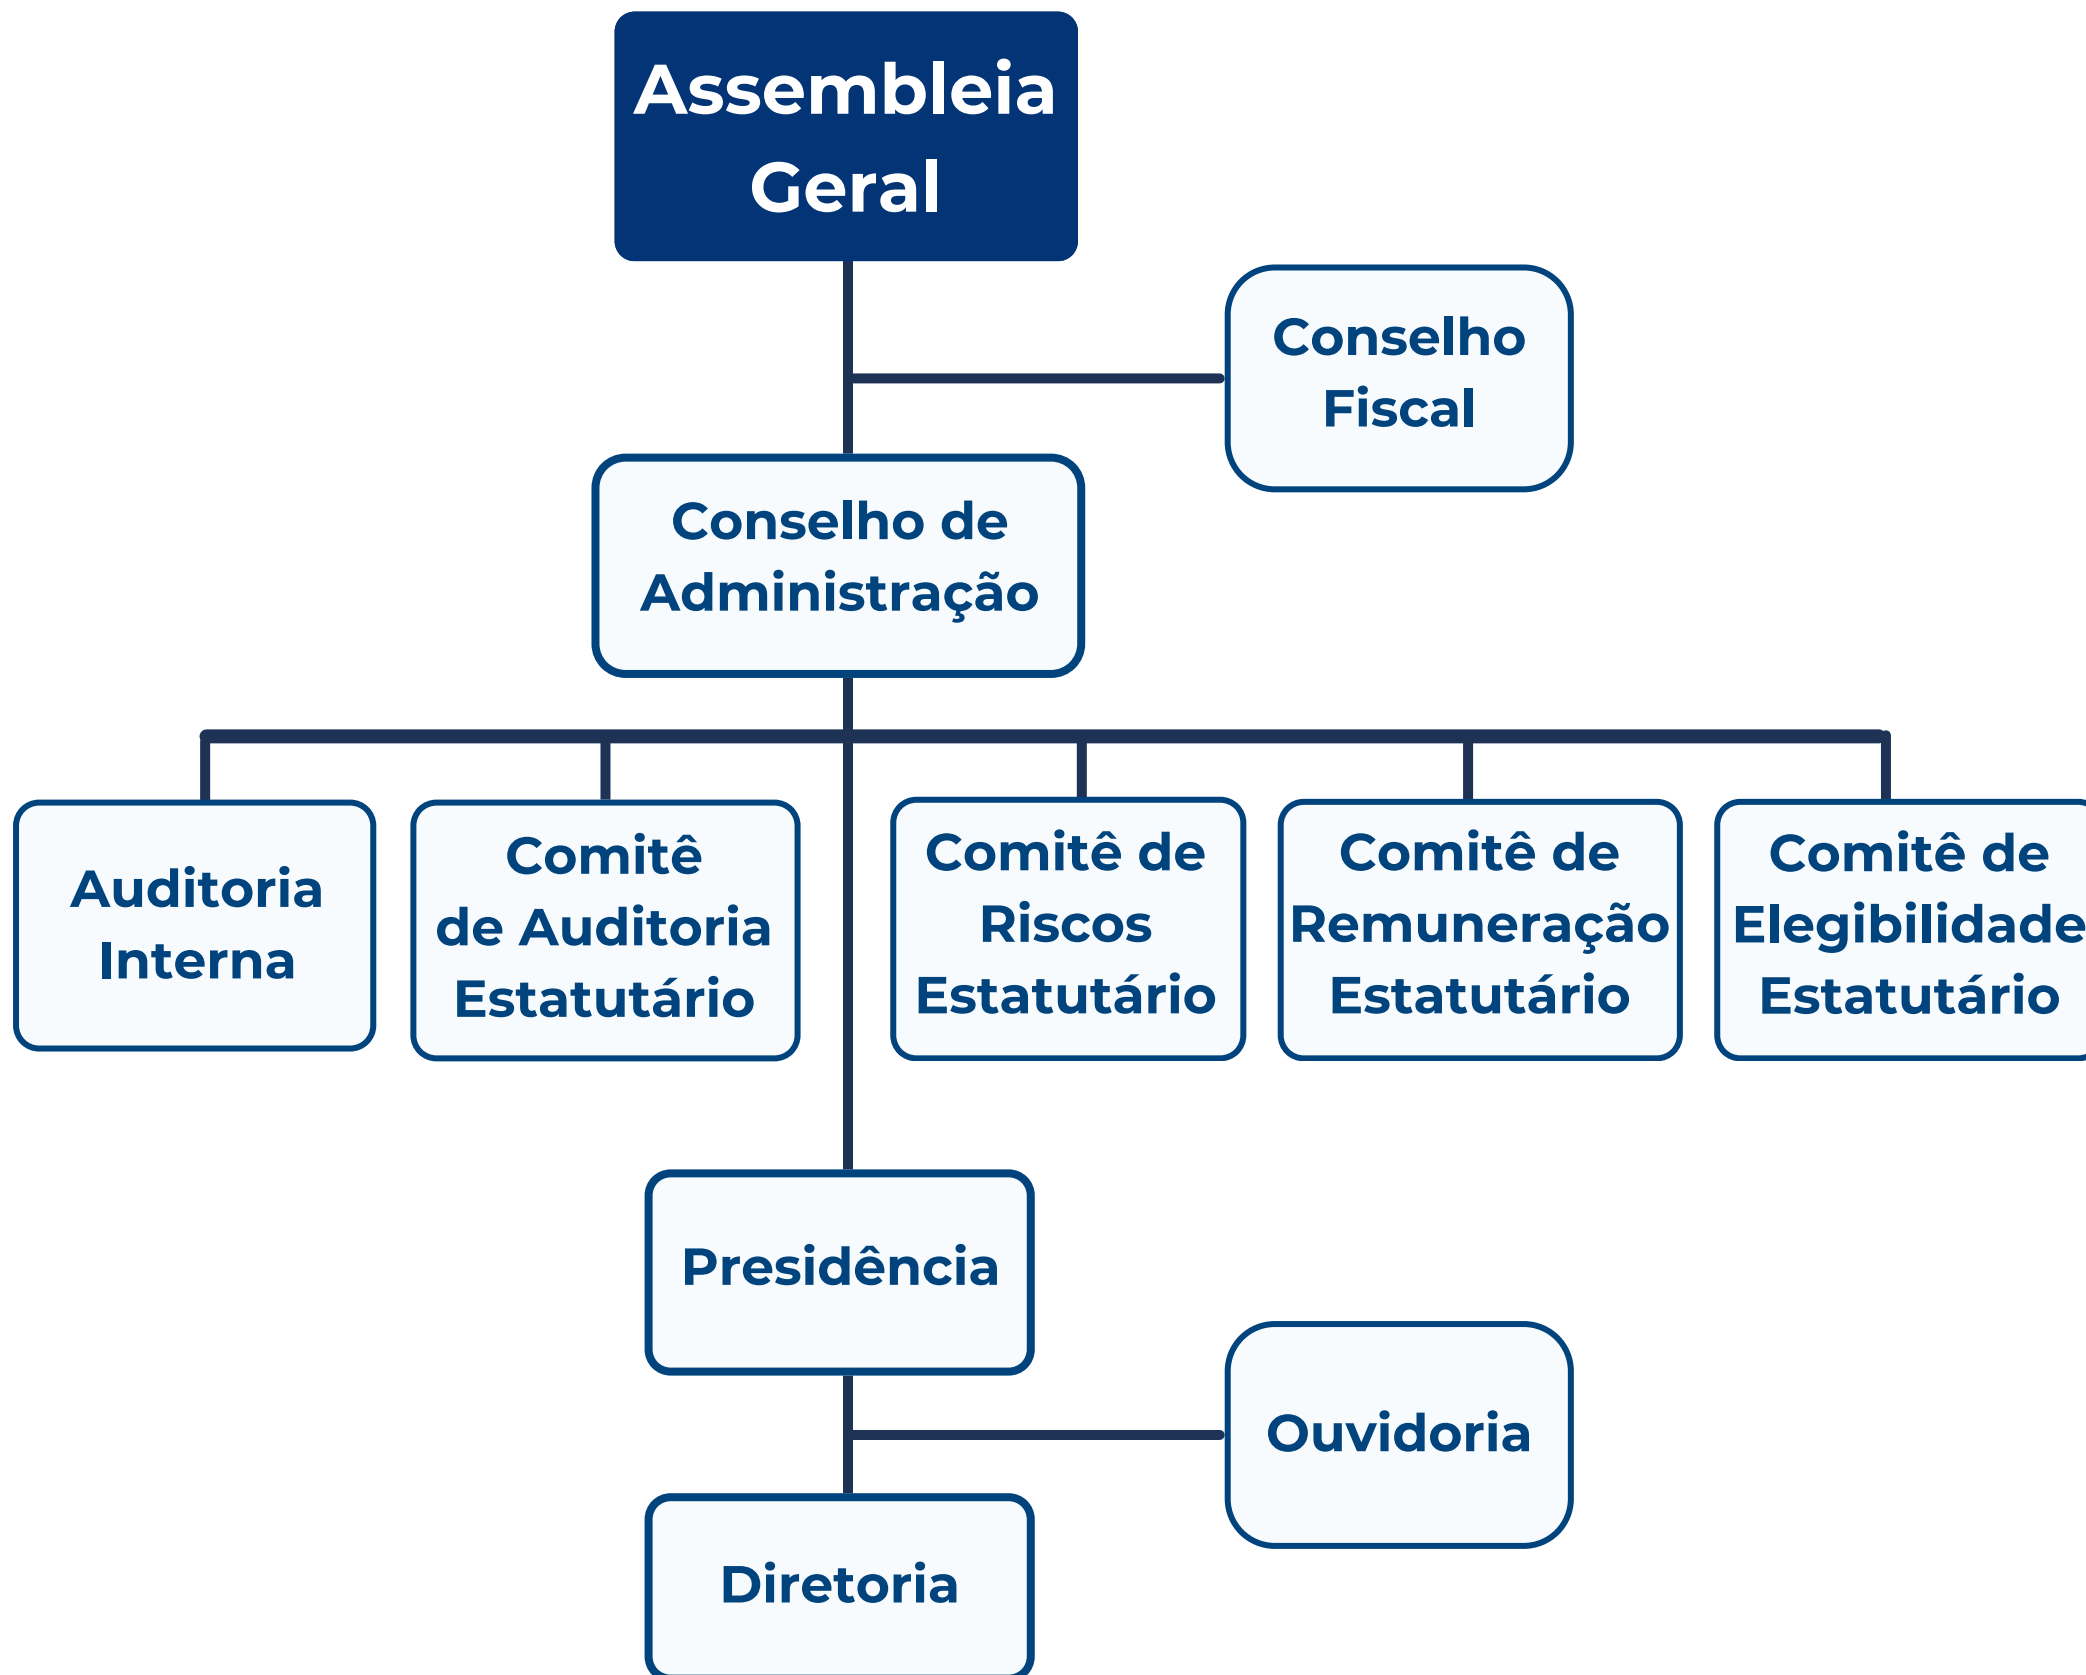 Assembleia
Geral
Conselho
Fiscal
Conselho de
Administração
Auditoria
Interna
Comitê
de Auditoria
Estatutário
Comitê de
Riscos
Estatutário
Comitê de
Remuneração
Estatutário
Comitê de
Elegibilidade
Estatutário
Presidência
Ouvidoria
Diretoria